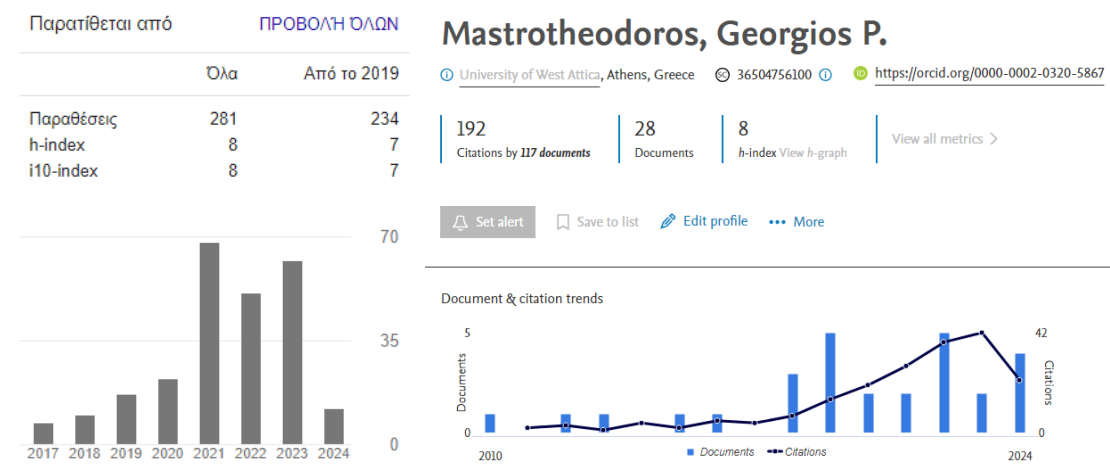 Παρατίθεται από ΠΡΟΒΟΛΉ ΌΛΩΝ
Όλα Από το 2019
Παραθέσεις 281 234
h-index 8 7
i10-index 8 7
70
35
0
2017 2018 2019 2020 2021 2022 2023 2024
Mastrotheodoros, Georgios P.
University of West Attica, Athens, Greece SC 36504756100 iD https://orcid.org/0000-0002-0320-5867
192 28 8
Citations by 117 documents Documents h-index View h-graph View all metrics >
Set alert Save to list Edit profile ••• More
Document & citation trends
5 42
Documents Citations
0 0
2010 Documents Citations 2024